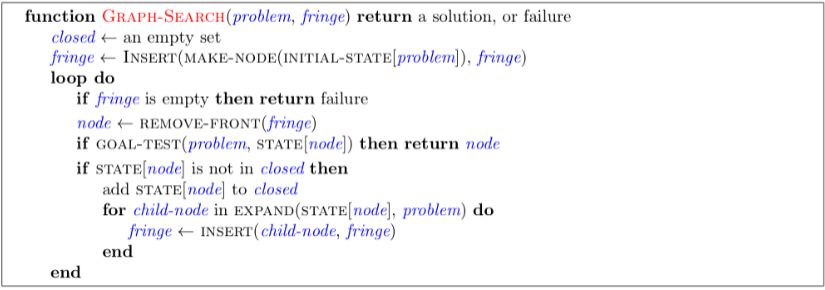 function GRAPH-SEARCH(problem, fringe) return a solution, or failure
closed ← an empty set
fringe ← INSERT(MAKE-NODE(INITIAL-STATE[problem]), fringe)
loop do
if fringe is empty then return failure
node ← REMOVE-FRONT(fringe)
if GOAL-TEST(problem, STATE[node]) then return node
if STATE[node] is not in closed then
add STATE[node] to closed
for child-node in EXPAND(STATE[node], problem) do
fringe ← INSERT(child-node, fringe)
end
end